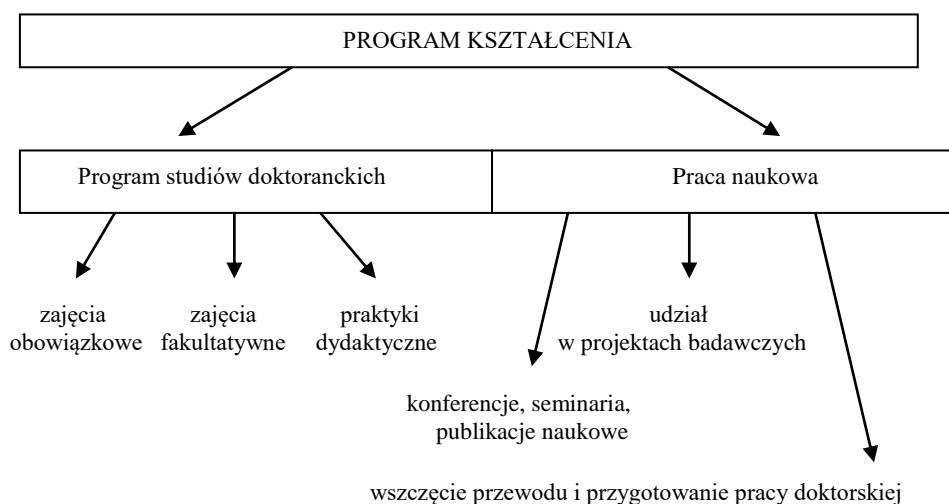 PROGRAM KSZTAŁCENIA
Program studiów doktoranckich
Praca naukowa
zajęcia
obowiązkowe
zajęcia
fakultatywne
praktyki
dydaktyczne
udział
w projektach badawczych
konferencje, seminaria,
publikacje naukowe
wszczęcie przewodu i przygotowanie pracy doktorskiej